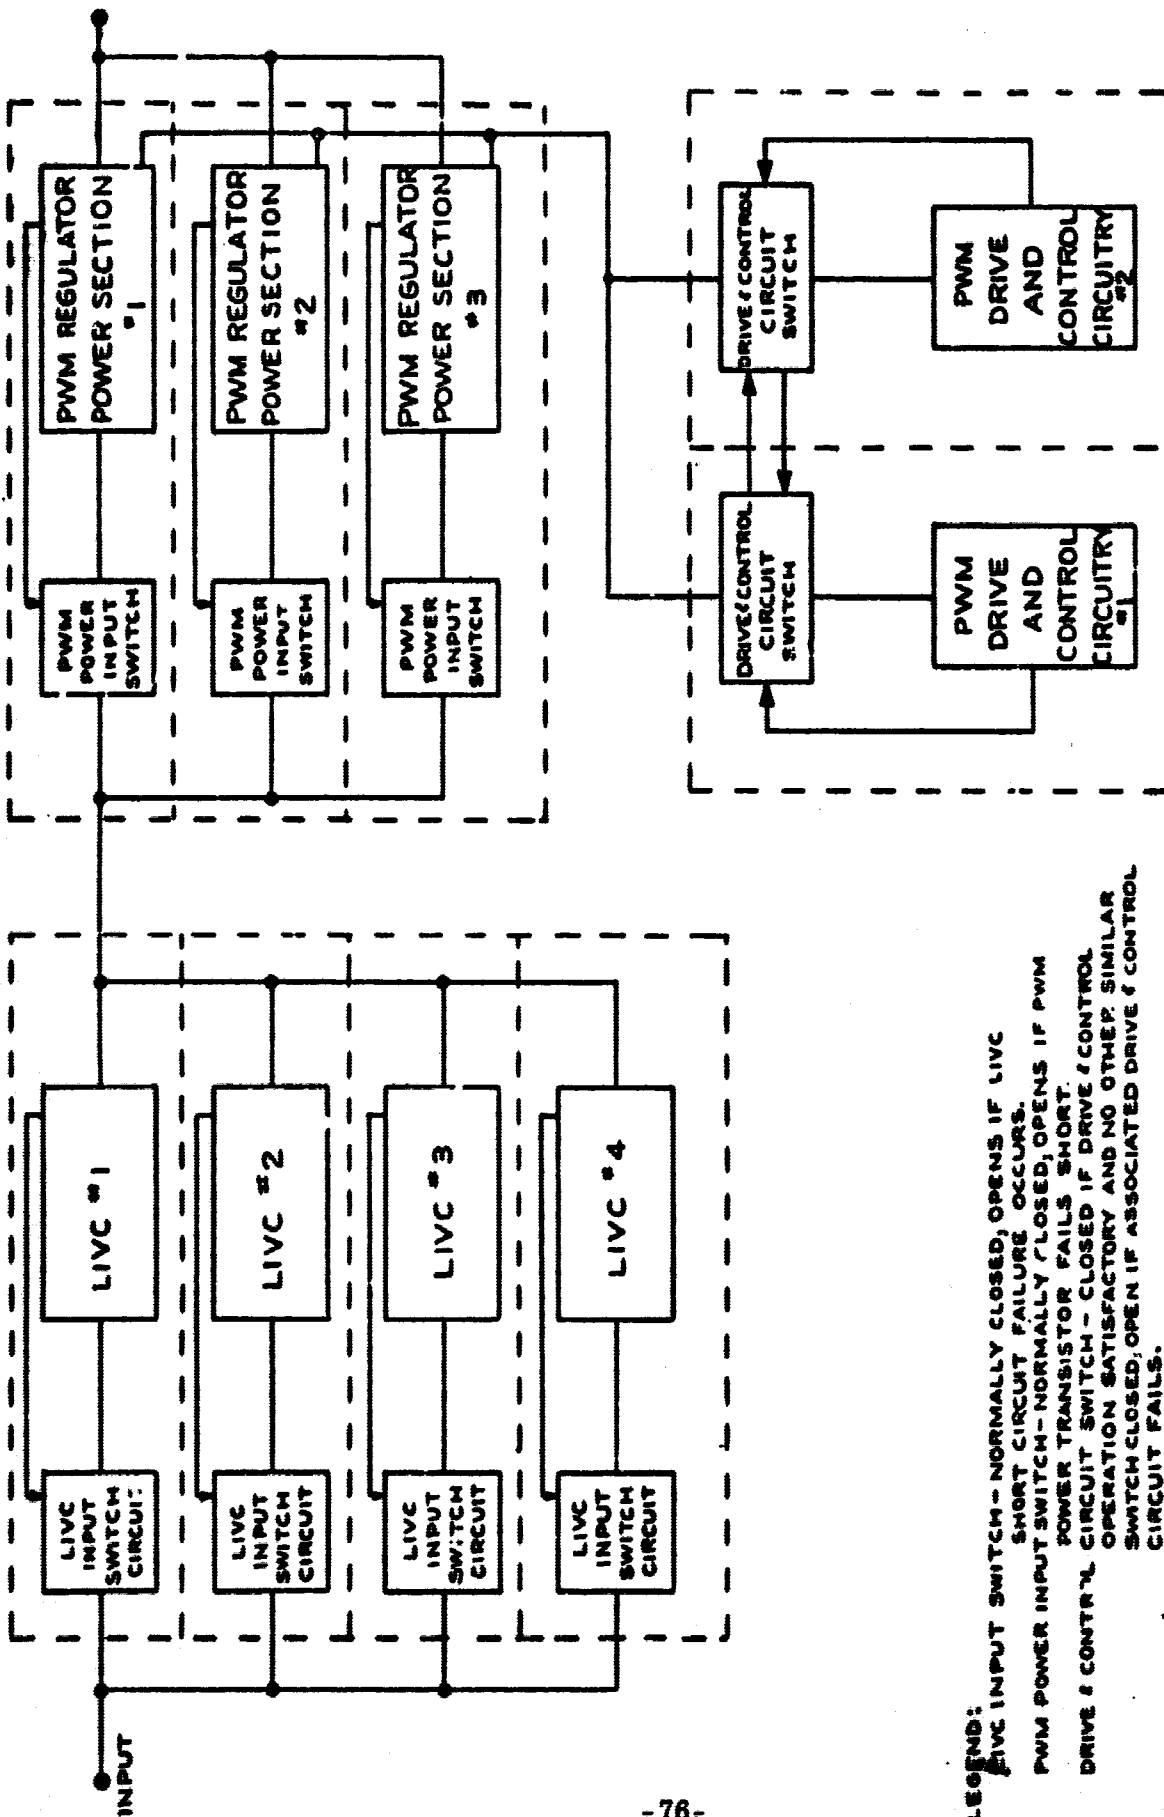 INPUT
LIVC
INPUT
SWITCH
CIRCUIT
LIVC #1
LIVC
INPUT
SWITCH
CIRCUIT
LIVC #2
LIVC
INPUT
SWITCH
CIRCUIT
LIVC #3
LIVC
INPUT
SWITCH
CIRCUIT
LIVC #4
PWM
POWER
INPUT
SWITCH
PWM REGULATOR
POWER SECTION
#1
PWM
POWER
INPUT
SWITCH
PWM REGULATOR
POWER SECTION
#2
PWM
POWER
INPUT
SWITCH
PWM REGULATOR
POWER SECTION
#3
DRIVE & CONTROL
CIRCUIT
SWITCH
PWM
DRIVE
AND
CONTROL
CIRCUITRY
#1
DRIVE & CONTROL
CIRCUIT
SWITCH
PWM
DRIVE
AND
CONTROL
CIRCUITRY
#2
LEGEND:
LIVC INPUT SWITCH - NORMALLY CLOSED, OPENS IF LIVC
SHORT CIRCUIT FAILURE OCCURS.
PWM POWER INPUT SWITCH - NORMALLY CLOSED, OPENS IF PWM
POWER TRANSISTOR FAILS SHORT.
DRIVE & CONTROL CIRCUIT SWITCH - CLOSED IF DRIVE & CONTROL
OPERATION SATISFACTORY AND NO OTHER SIMILAR
SWITCH CLOSED, OPEN IF ASSOCIATED DRIVE & CONTROL
CIRCUIT FAILS.
-76-